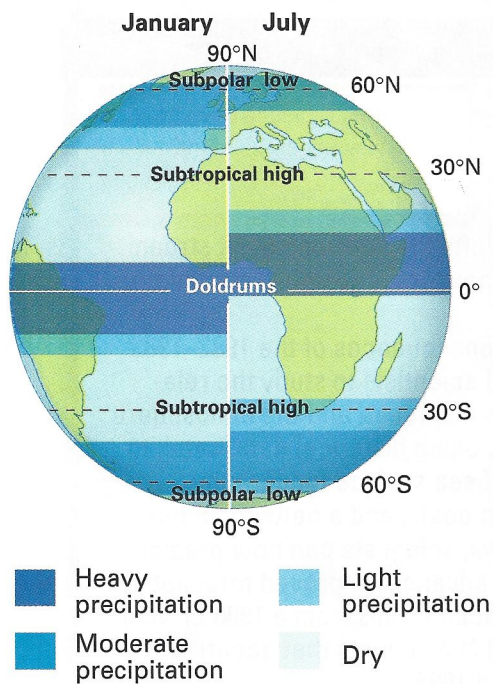 January July
90°N
Subpolar low 60°N
Subtropical high 30°N
Doldrums 0°
Subtropical high 30°S
Subpolar low 60°S
90°S
Heavy
precipitation
Light
precipitation
Moderate
precipitation
Dry